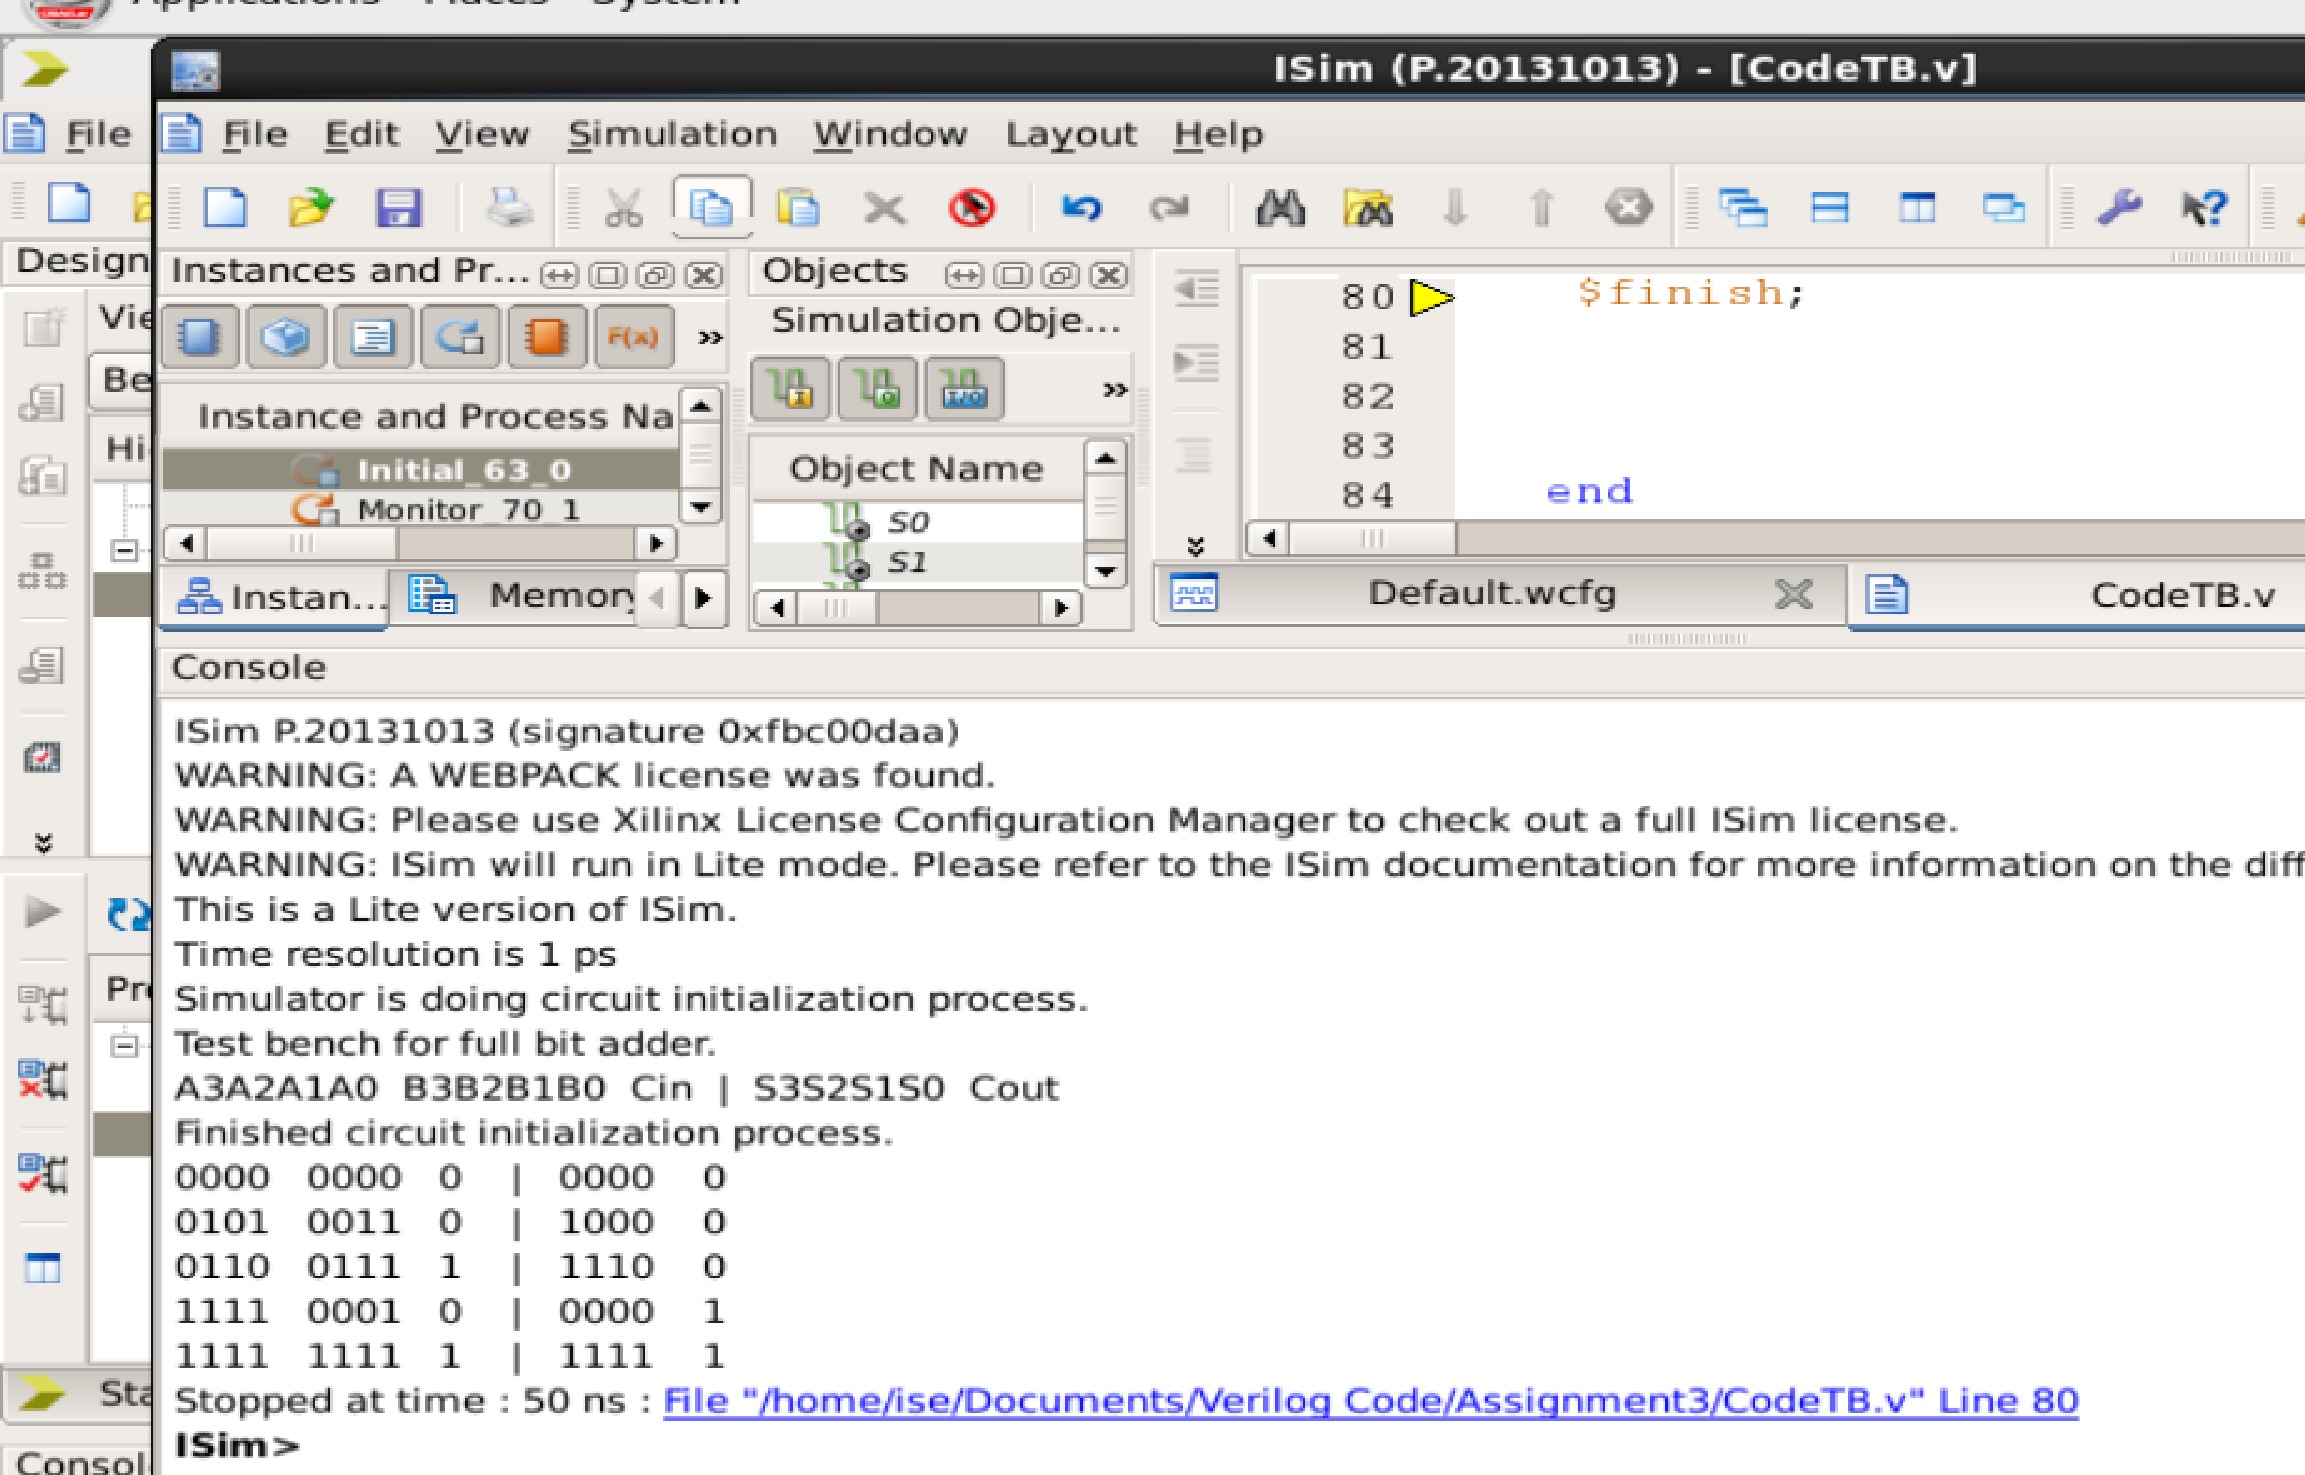 Applications Places System
ISim (P.20131013) - [CodeTB.v]
File
File Edit View Simulation Window Layout Help
Design
Instances and Pr...
Objects
Simulation Obje...
F(x)
Instance and Process Na
Initial_63_0
Monitor_70_1
I/O
Object Name
S0
S1
80 $finish;
81
82
83
84 end
Instan...
Memory
Default.wcfg
CodeTB.v
Console
ISim P.20131013 (signature 0xfbc00daa)
WARNING: A WEBPACK license was found.
WARNING: Please use Xilinx License Configuration Manager to check out a full ISim license.
WARNING: ISim will run in Lite mode. Please refer to the ISim documentation for more information on the diff
This is a Lite version of ISim.
Time resolution is 1 ps
Simulator is doing circuit initialization process.
Test bench for full bit adder.
A3A2A1A0 B3B2B1B0 Cin | S3S2S1S0 Cout
Finished circuit initialization process.
0000 0000 0 | 0000 0
0101 0011 0 | 1000 0
0110 0111 1 | 1110 0
1111 0001 0 | 0000 1
1111 1111 1 | 1111 1
Stopped at time : 50 ns : File "/home/ise/Documents/Verilog Code/Assignment3/CodeTB.v" Line 80
ISim>